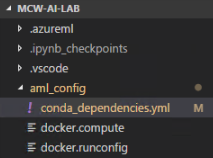 MCW-AI-LAB
.azureml
.ipynb_checkpoints
.vscode
aml_config
! conda_dependencies.yml M
docker.compute
docker.runconfig